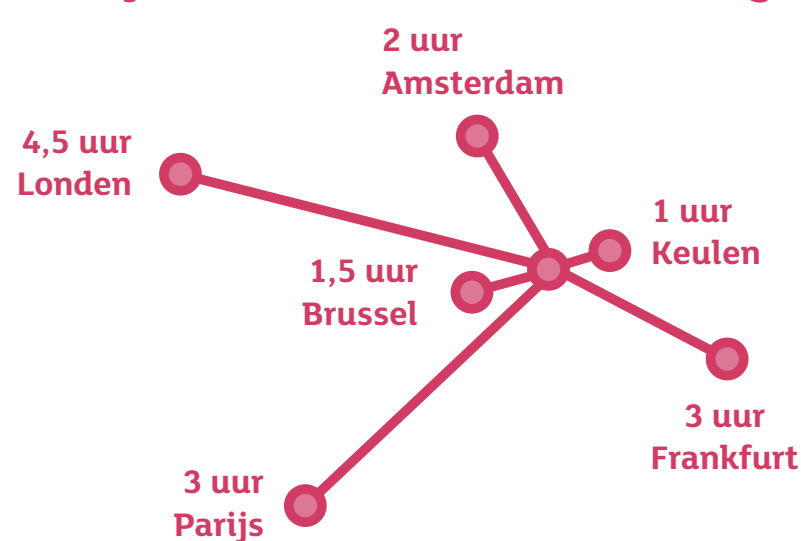 2 uur
Amsterdam
4,5 uur
Londen
1 uur
Keulen
1,5 uur
Brussel
3 uur
Frankfurt
3 uur
Parijs